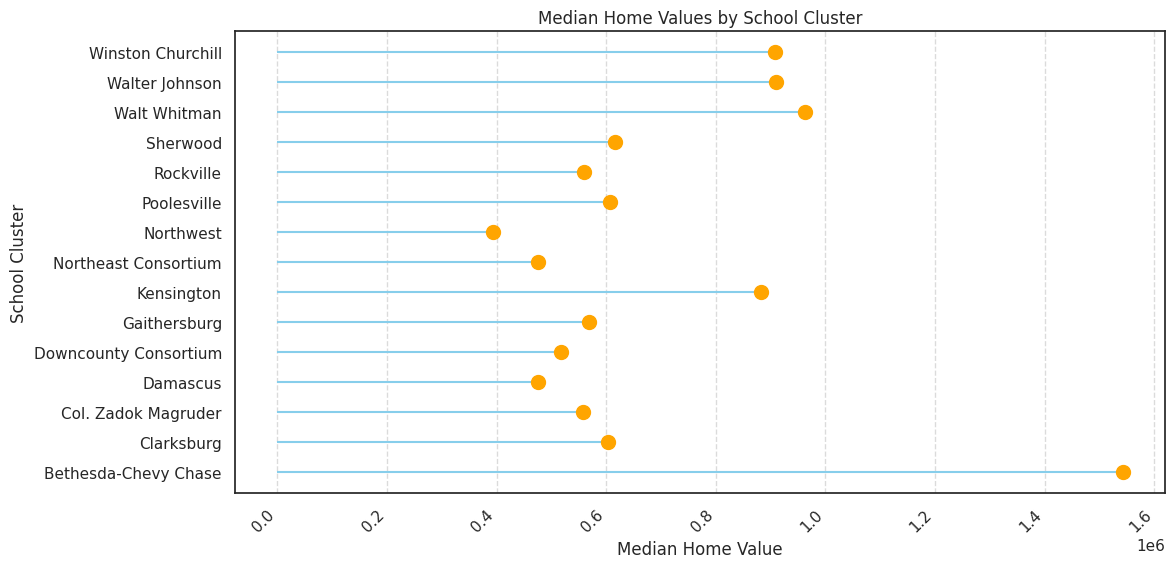 Median Home Values by School Cluster
School Cluster
Winston Churchill
Walter Johnson
Walt Whitman
Sherwood
Rockville
Poolesville
Northwest
Northeast Consortium
Kensington
Gaithersburg
Downcounty Consortium
Damascus
Col. Zadok Magruder
Clarksburg
Bethesda-Chevy Chase
0.0 0.2 0.4 0.6 0.8 1.0 1.2 1.4 1.6
1e6
Median Home Value